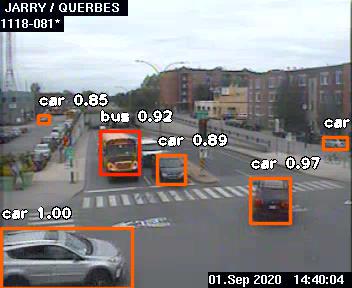 JARRY / QUERBES
1118-081*
car 0.85
bus 0.92
car 0.89
car
car 0.97
car 1.00
01.Sep 2020 14:40:04